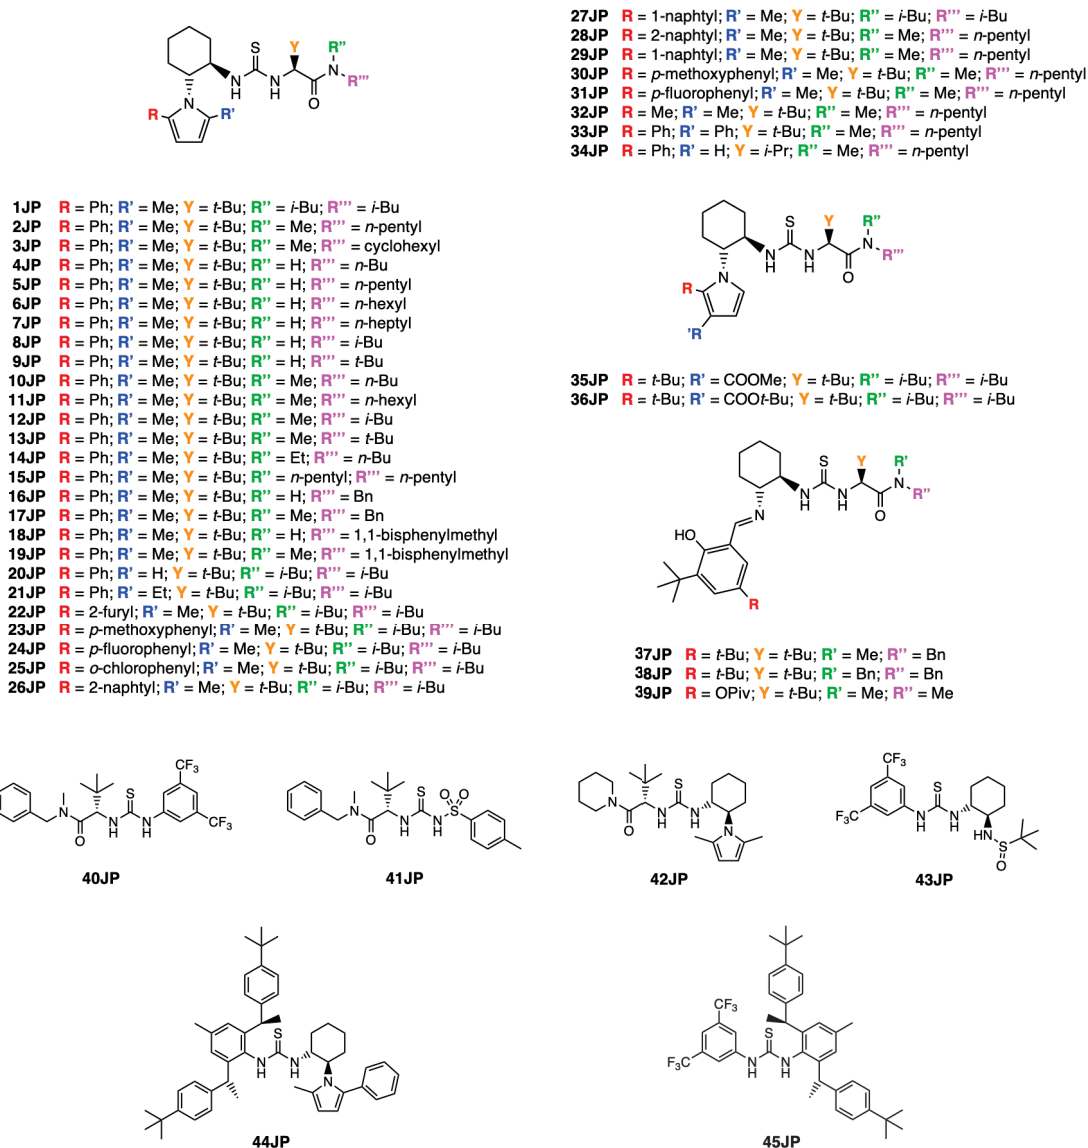 S
Y
R''
N
R'''
N
H
N
H
O
N
R
R'
1JP R = Ph; R' = Me; Y = t-Bu; R'' = i-Bu; R''' = i-Bu
2JP R = Ph; R' = Me; Y = t-Bu; R'' = Me; R''' = n-pentyl
3JP R = Ph; R' = Me; Y = t-Bu; R'' = Me; R''' = cyclohexyl
4JP R = Ph; R' = Me; Y = t-Bu; R'' = H; R''' = n-Bu
5JP R = Ph; R' = Me; Y = t-Bu; R'' = H; R''' = n-pentyl
6JP R = Ph; R' = Me; Y = t-Bu; R'' = H; R''' = n-hexyl
7JP R = Ph; R' = Me; Y = t-Bu; R'' = H; R''' = n-heptyl
8JP R = Ph; R' = Me; Y = t-Bu; R'' = H; R''' = i-Bu
9JP R = Ph; R' = Me; Y = t-Bu; R'' = H; R''' = t-Bu
10JP R = Ph; R' = Me; Y = t-Bu; R'' = Me; R''' = n-Bu
11JP R = Ph; R' = Me; Y = t-Bu; R'' = Me; R''' = n-hexyl
12JP R = Ph; R' = Me; Y = t-Bu; R'' = Me; R''' = i-Bu
13JP R = Ph; R' = Me; Y = t-Bu; R'' = Me; R''' = t-Bu
14JP R = Ph; R' = Me; Y = t-Bu; R'' = Et; R''' = n-Bu
15JP R = Ph; R' = Me; Y = t-Bu; R'' = n-pentyl; R''' = n-pentyl
16JP R = Ph; R' = Me; Y = t-Bu; R'' = H; R''' = Bn
17JP R = Ph; R' = Me; Y = t-Bu; R'' = Me; R''' = Bn
18JP R = Ph; R' = Me; Y = t-Bu; R'' = H; R''' = 1,1-bisphenylmethyl
19JP R = Ph; R' = Me; Y = t-Bu; R'' = Me; R''' = 1,1-bisphenylmethyl
20JP R = Ph; R' = H; Y = t-Bu; R'' = i-Bu; R''' = i-Bu
21JP R = Ph; R' = Et; Y = t-Bu; R'' = i-Bu; R''' = i-Bu
22JP R = 2-furyl; R' = Me; Y = t-Bu; R'' = i-Bu; R''' = i-Bu
23JP R = p-methoxyphenyl; R' = Me; Y = t-Bu; R'' = i-Bu; R''' = i-Bu
24JP R = p-fluorophenyl; R' = Me; Y = t-Bu; R'' = i-Bu; R''' = i-Bu
25JP R = o-chlorophenyl; R' = Me; Y = t-Bu; R'' = i-Bu; R''' = i-Bu
26JP R = 2-naphtyl; R' = Me; Y = t-Bu; R'' = i-Bu; R''' = i-Bu
27JP R = 1-naphtyl; R' = Me; Y = t-Bu; R'' = i-Bu; R''' = i-Bu
28JP R = 2-naphtyl; R' = Me; Y = t-Bu; R'' = Me; R''' = n-pentyl
29JP R = 1-naphtyl; R' = Me; Y = t-Bu; R'' = Me; R''' = n-pentyl
30JP R = p-methoxyphenyl; R' = Me; Y = t-Bu; R'' = Me; R''' = n-pentyl
31JP R = p-fluorophenyl; R' = Me; Y = t-Bu; R'' = Me; R''' = n-pentyl
32JP R = Me; R' = Me; Y = t-Bu; R'' = Me; R''' = n-pentyl
33JP R = Ph; R' = Ph; Y = t-Bu; R'' = Me; R''' = n-pentyl
34JP R = Ph; R' = H; Y = i-Pr; R'' = Me; R''' = n-pentyl
S
Y
R''
N
R'''
N
H
N
H
O
N
R
'R
35JP R = t-Bu; R' = COOMe; Y = t-Bu; R'' = i-Bu; R''' = i-Bu
36JP R = t-Bu; R' = COOt-Bu; Y = t-Bu; R'' = i-Bu; R''' = i-Bu
S
Y
R'
N
R''
N
H
N
H
O
N
HO
R
37JP R = t-Bu; Y = t-Bu; R' = Me; R'' = Bn
38JP R = t-Bu; Y = t-Bu; R' = Bn; R'' = Bn
39JP R = OPiv; Y = t-Bu; R' = Me; R'' = Me
CF3
S
N
O
N
H
N
H
CF3
40JP
S
O O
N
O
N
H
N
H
S
41JP
S
N
O
N
H
N
H
N
42JP
CF3
S
F3C
N
H
N
H
HN
S
O
43JP
S
N
H
N
H
N
44JP
CF3
S
F3C
N
H
N
H
45JP